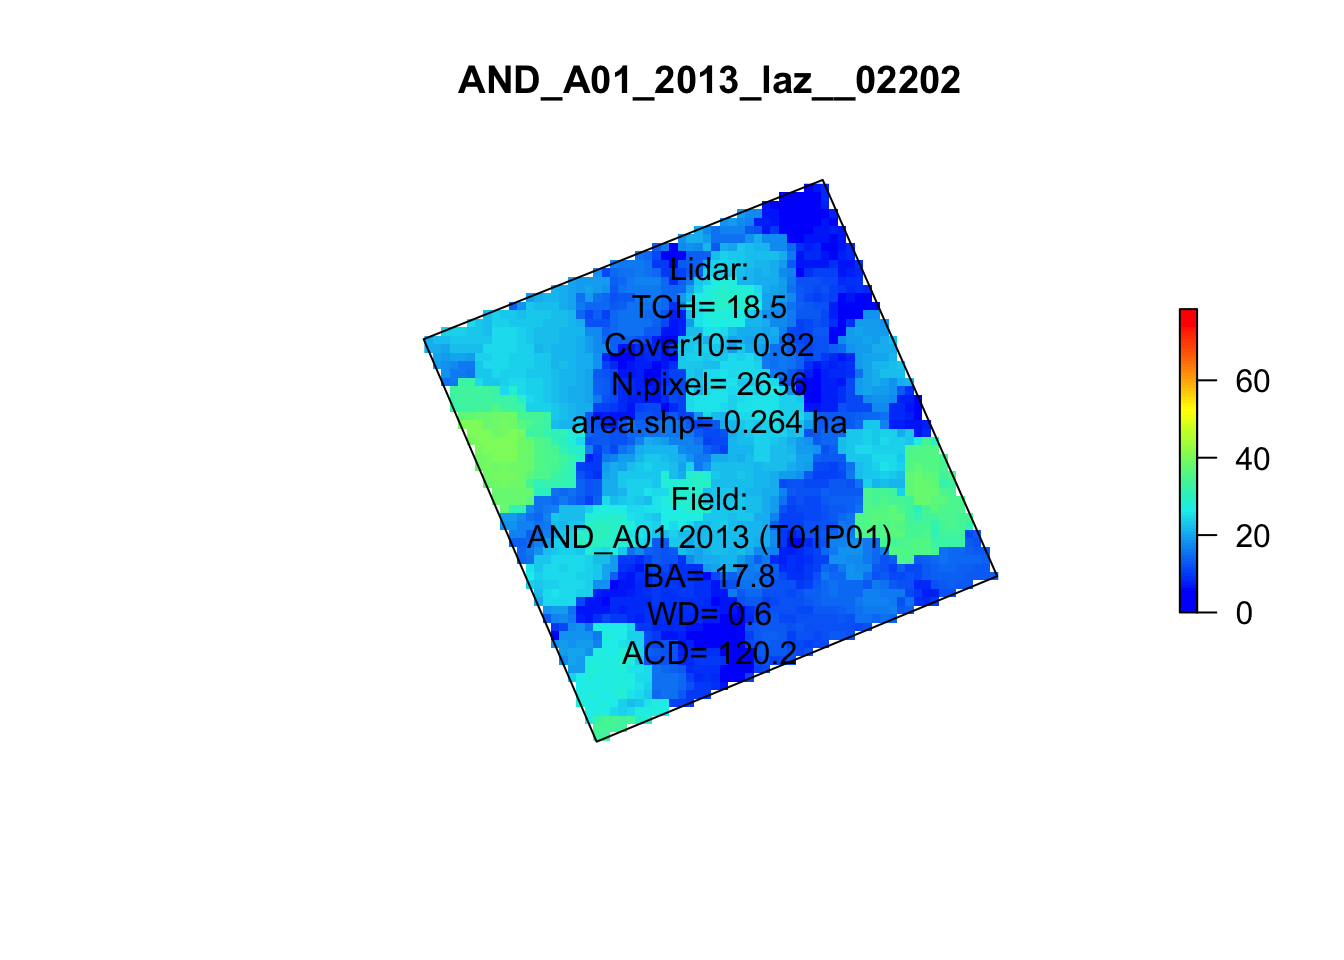 AND_A01_2013_laz__02202
Lidar:
TCH= 18.5
Cover10= 0.82
N.pixel= 2636
area.shp= 0.264 ha
Field:
AND_A01 2013 (T01P01)
BA= 17.8
WD= 0.6
ACD= 120.2
60
40
20
0